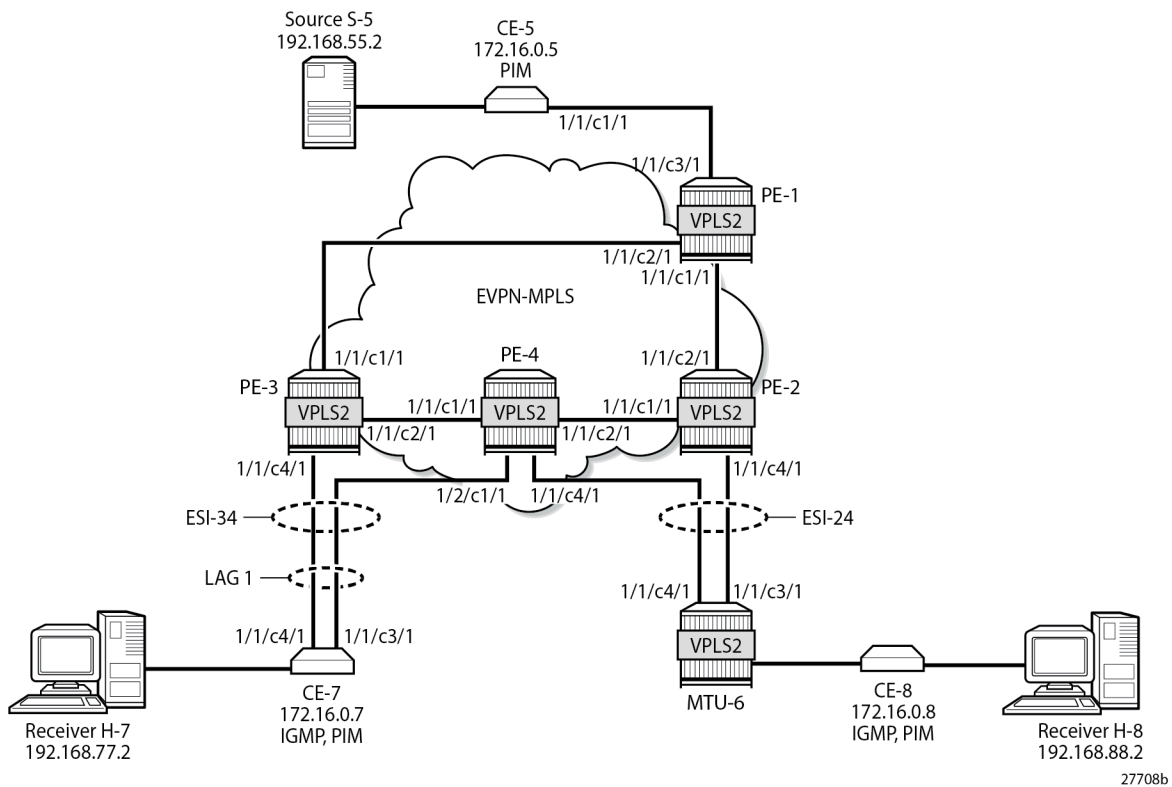 Source S-5
192.168.55.2
CE-5
172.16.0.5
PIM
1/1/c1/1
1/1/c3/1
PE-1
VPLS2
1/1/c2/1
1/1/c1/1
EVPN-MPLS
1/1/c1/1
PE-4
1/1/c2/1
PE-3
PE-2
VPLS2
1/1/c1/1
VPLS2
1/1/c1/1
VPLS2
1/1/c2/1
1/1/c2/1
1/1/c4/1
1/2/c1/1
1/1/c4/1
1/1/c4/1
ESI-34
ESI-24
LAG 1
1/1/c4/1
1/1/c3/1
1/1/c4/1
1/1/c3/1
VPLS2
MTU-6
CE-7
172.16.0.7
IGMP, PIM
CE-8
172.16.0.8
IGMP, PIM
Receiver H-7
192.168.77.2
Receiver H-8
192.168.88.2
27708b